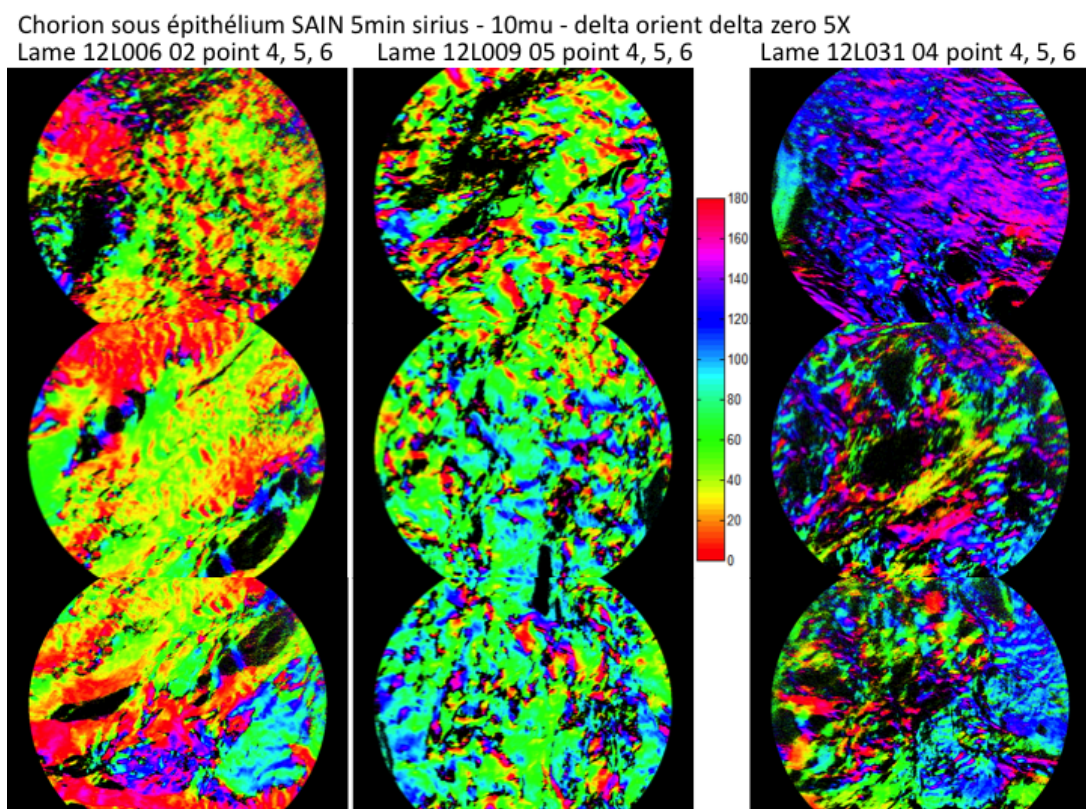 Chorion sous épithélium SAIN 5min sirius - 10mu - delta orient delta zero 5X
Lame 12L006 02 point 4, 5, 6
Lame 12L009 05 point 4, 5, 6
Lame 12L031 04 point 4, 5, 6
180
160
140
120
100
80
60
40
20
0